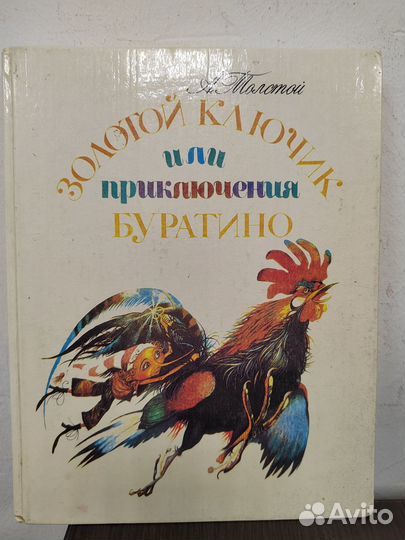 А. Толстой
ЗОЛОТОЙ КЛЮЧИК
или
приключения
БУРАТИНО
Avito